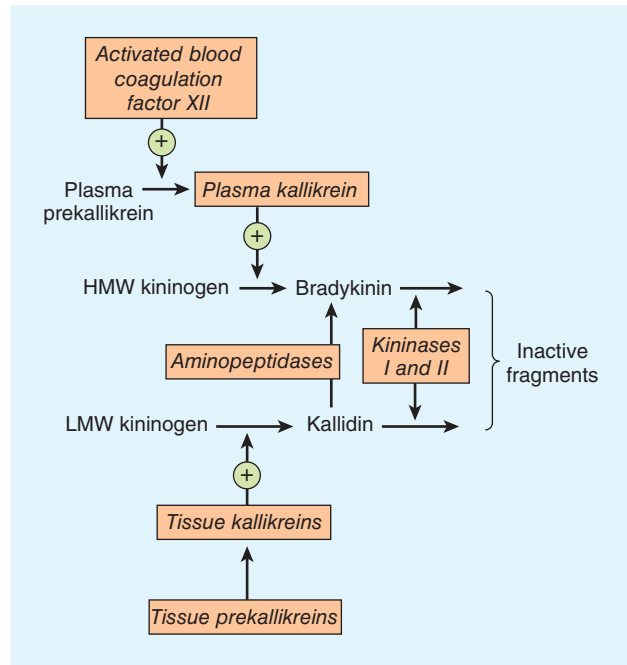 Activated blood
coagulation
factor XII
+
Plasma
prekallikrein
Plasma kallikrein
+
HMW kininogen
Bradykinin
Aminopeptidases
Kininases
I and II
Inactive
fragments
LMW kininogen
Kallidin
+
Tissue kallikreins
Tissue prekallikreins